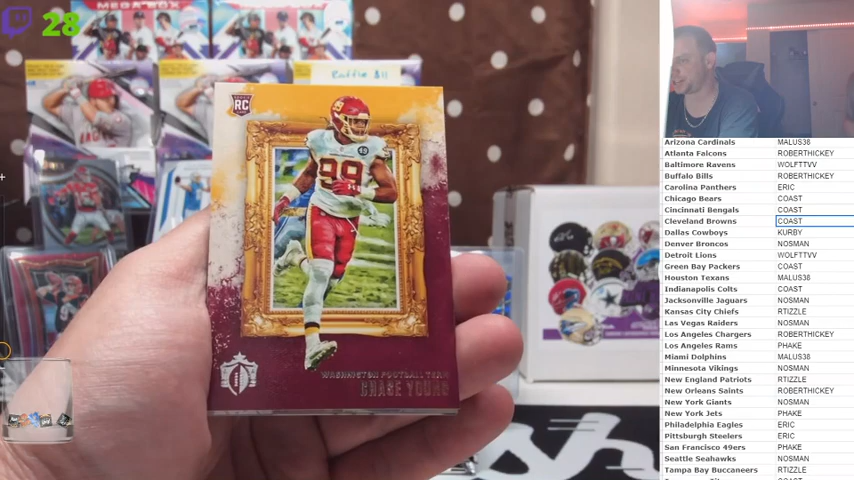 28
MEGA BOX
Raffle All
RC
99
WASHINGTON FOOTBALL TEAM
CHASE YOUNG
Arizona Cardinals MALUS38
Atlanta Falcons ROBERTHICKEY
Baltimore Ravens WOLFTTVV
Buffalo Bills ROBERTHICKEY
Carolina Panthers ERIC
Chicago Bears COAST
Cincinnati Bengals COAST
Cleveland Browns COAST
Dallas Cowboys KURBY
Denver Broncos NOSMAN
Detroit Lions WOLFTTVV
Green Bay Packers COAST
Houston Texans MALUS38
Indianapolis Colts COAST
Jacksonville Jaguars NOSMAN
Kansas City Chiefs RTIZZLE
Las Vegas Raiders NOSMAN
Los Angeles Chargers ROBERTHICKEY
Los Angeles Rams PHAKE
Miami Dolphins MALUS38
Minnesota Vikings NOSMAN
New England Patriots RTIZZLE
New Orleans Saints ROBERTHICKEY
New York Giants NOSMAN
New York Jets PHAKE
Philadelphia Eagles ERIC
Pittsburgh Steelers ERIC
San Francisco 49ers PHAKE
Seattle Seahawks NOSMAN
Tampa Bay Buccaneers RTIZZLE